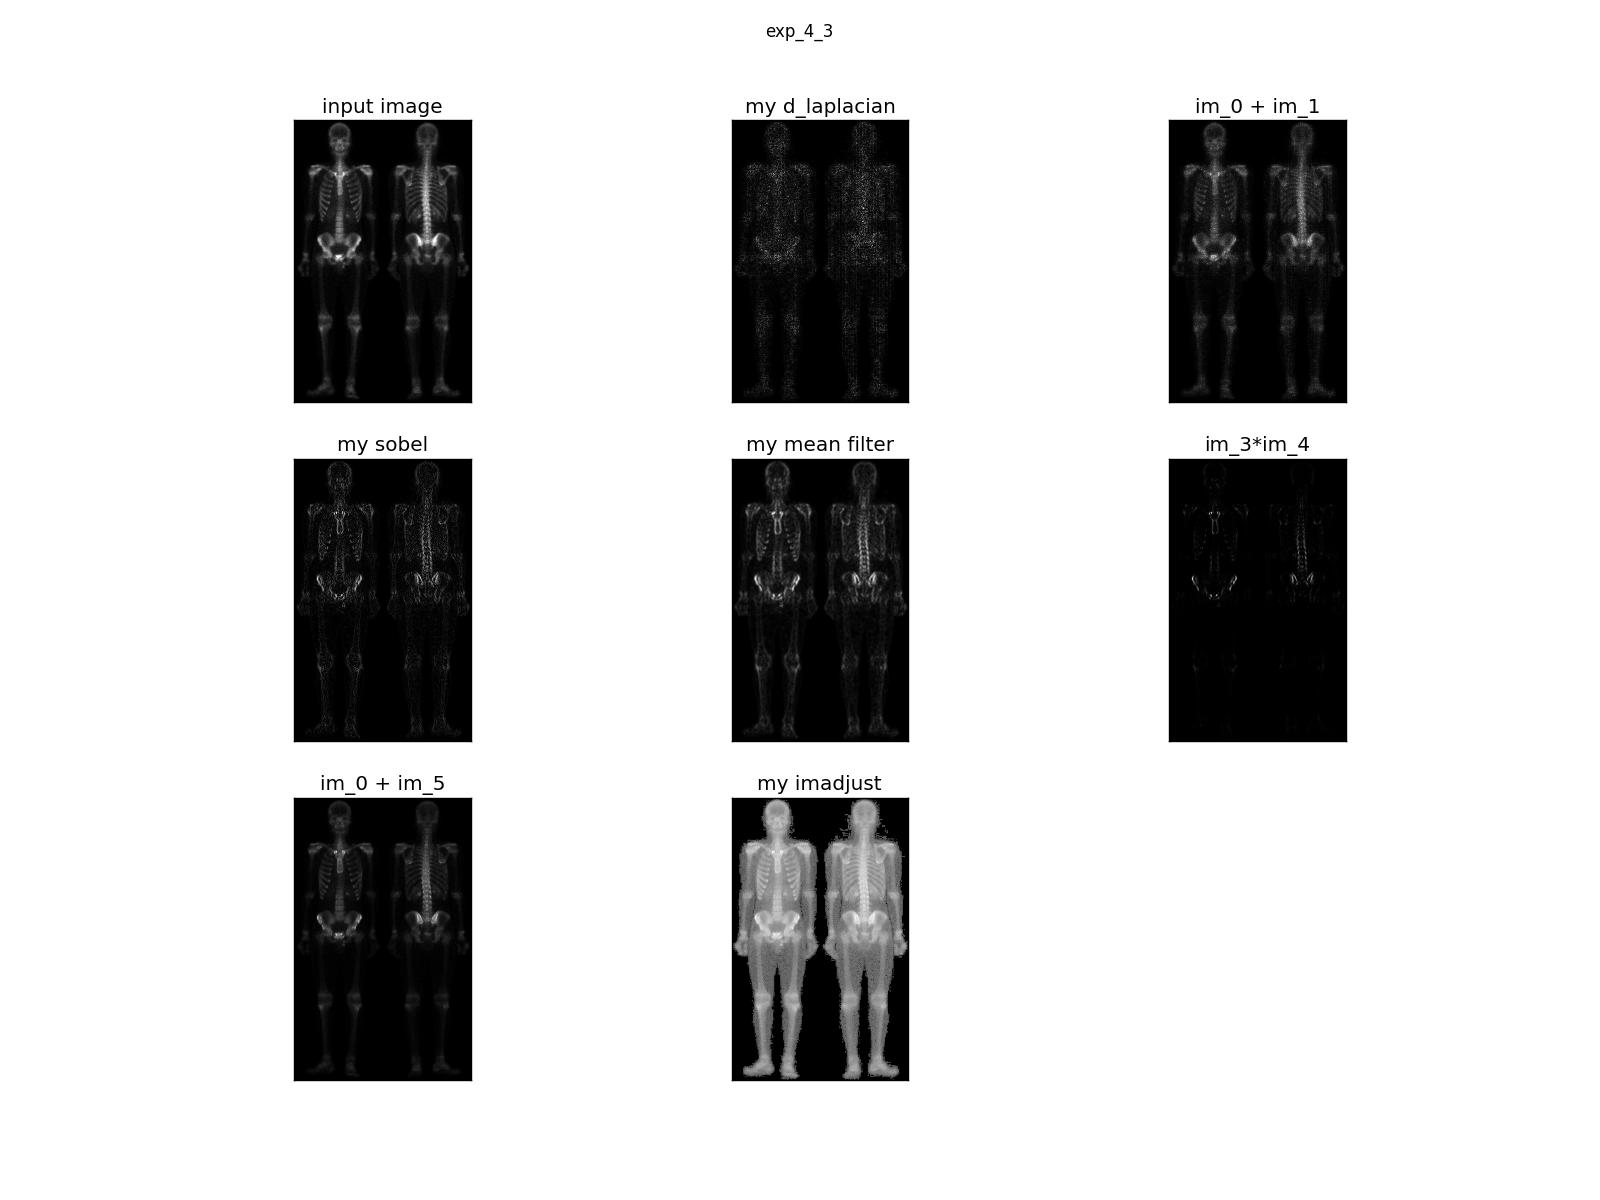 exp_4_3
input image
my d_laplacian
im_0 + im_1
my sobel
my mean filter
im_3*im_4
im_0 + im_5
my imadjust